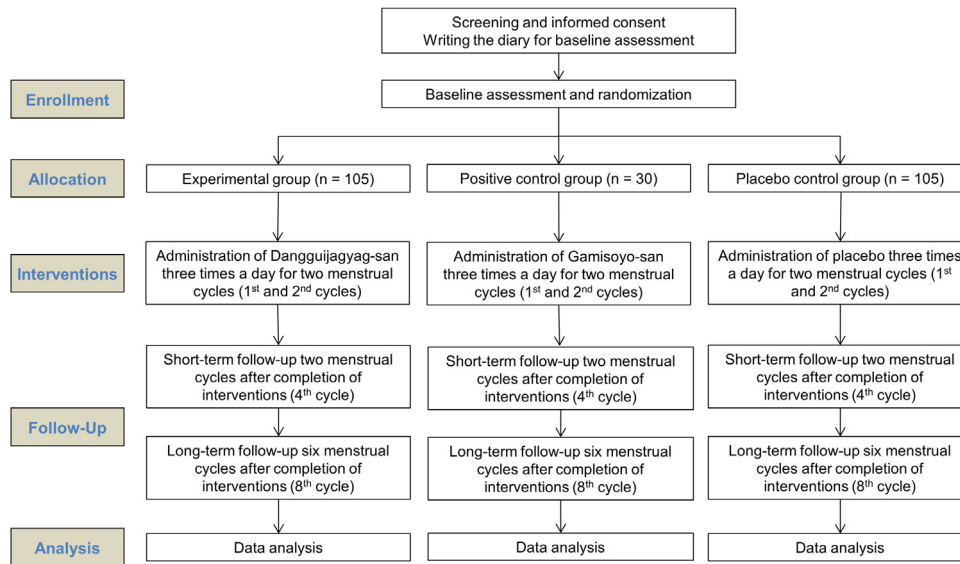 Screening and informed consent
Writing the diary for baseline assessment
Enrollment
Baseline assessment and randomization
Allocation
Experimental group (n = 105)
Positive control group (n = 30)
Placebo control group (n = 105)
Interventions
Administration of Dangguijagyag-san
three times a day for two menstrual
cycles (1st and 2nd cycles)
Administration of Gamisoyo-san
three times a day for two menstrual
cycles (1st and 2nd cycles)
Administration of placebo three times
a day for two menstrual cycles (1st
and 2nd cycles)
Follow-Up
Short-term follow-up two menstrual
cycles after completion of
interventions (4th cycle)
Short-term follow-up two menstrual
cycles after completion of
interventions (4th cycle)
Short-term follow-up two menstrual
cycles after completion of
interventions (4th cycle)
Long-term follow-up six menstrual
cycles after completion of
interventions (8th cycle)
Long-term follow-up six menstrual
cycles after completion of
interventions (8th cycle)
Long-term follow-up six menstrual
cycles after completion of
interventions (8th cycle)
Analysis
Data analysis
Data analysis
Data analysis